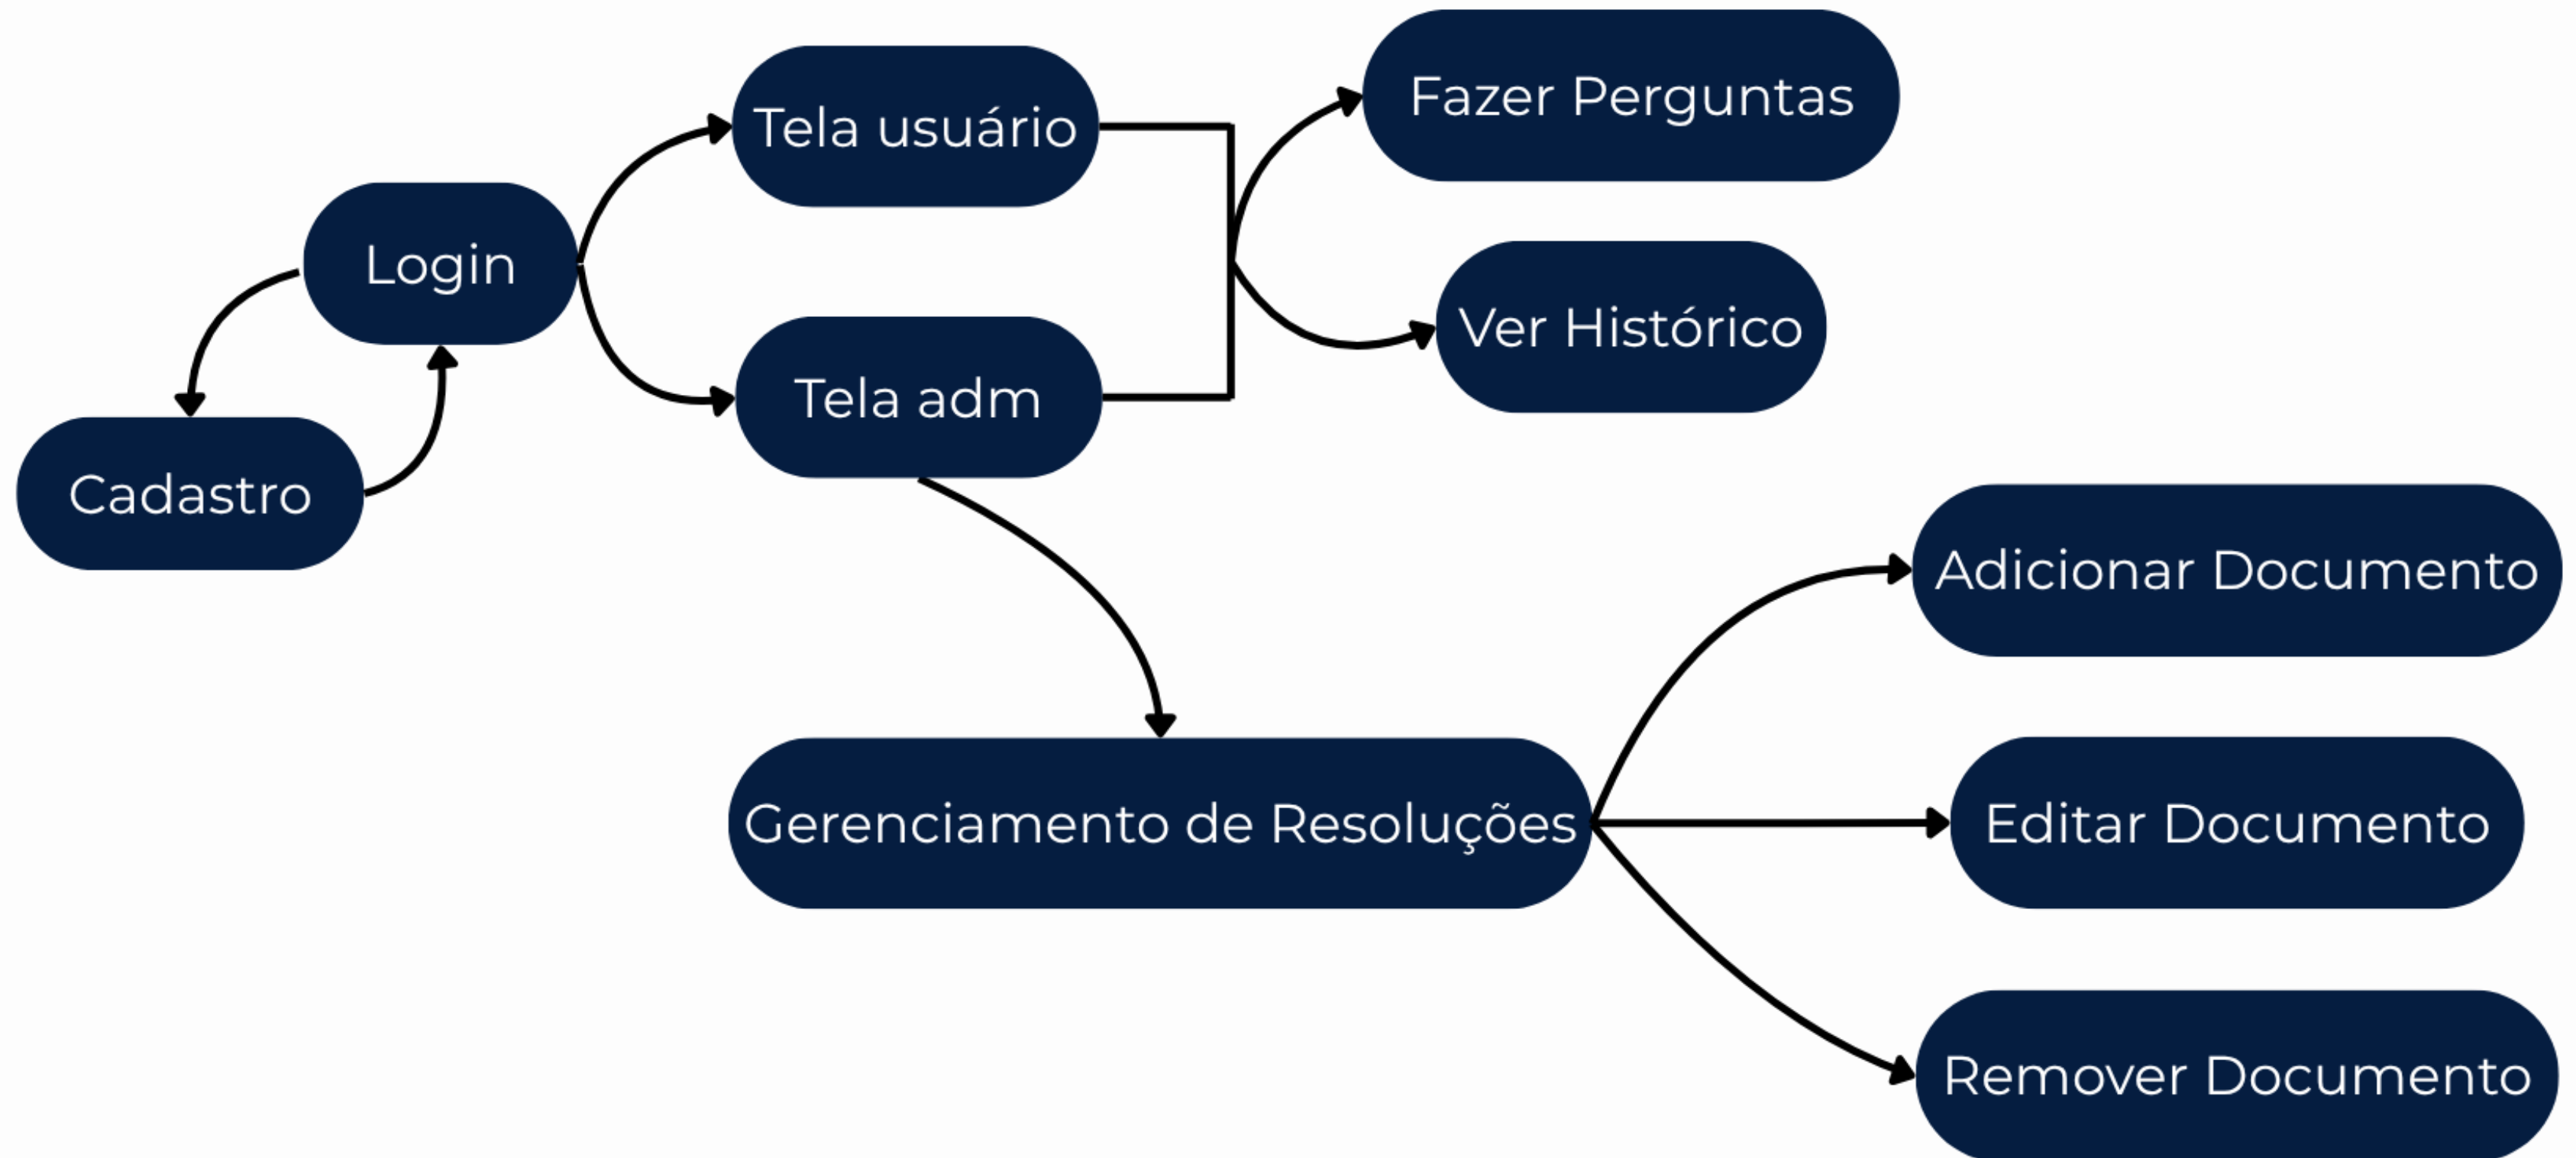 Fazer Perguntas
Tela usuário
Login
Ver Histórico
Tela adm
Cadastro
Adicionar Documento
Gerenciamento de Resoluções
Editar Documento
Remover Documento